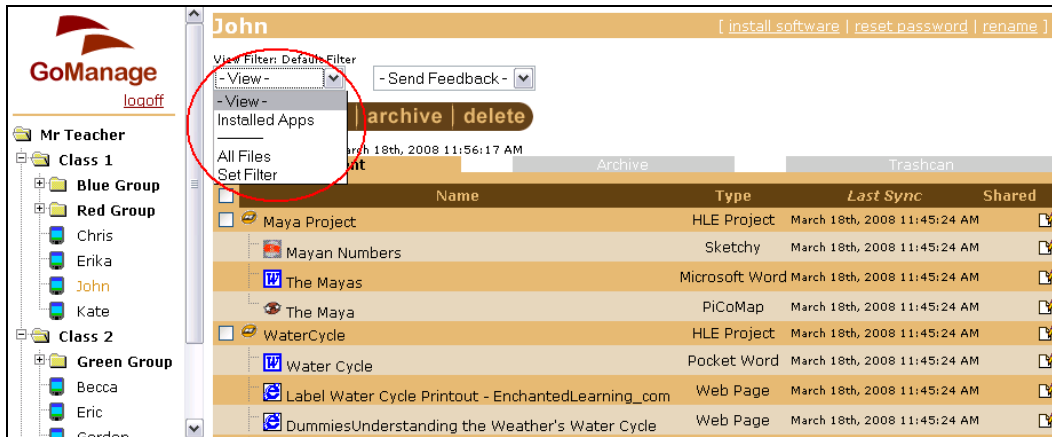 GoManage
logoff
Mr Teacher
Class 1
Blue Group
Red Group
Chris
Erika
John
Kate
Class 2
Green Group
Becca
Eric
Gordon
John
[ install software | reset password | rename ]
View Filter: Default Filter
- View -
- Send Feedback -
- View -
Installed Apps
All Files
Set Filter
archive | delete
March 18th, 2008 11:56:17 AM
Archive
Trashcan
Name Type Last Sync Shared
Maya Project HLE Project March 18th, 2008 11:45:24 AM
Mayan Numbers Sketchy March 18th, 2008 11:45:24 AM
The Mayas Microsoft Word March 18th, 2008 11:45:24 AM
The Maya PiCoMap March 18th, 2008 11:45:24 AM
WaterCycle HLE Project March 18th, 2008 11:45:24 AM
Water Cycle Pocket Word March 18th, 2008 11:45:24 AM
Label Water Cycle Printout - EnchantedLearning_com Web Page March 18th, 2008 11:45:24 AM
DummiesUnderstanding the Weather's Water Cycle Web Page March 18th, 2008 11:45:24 AM